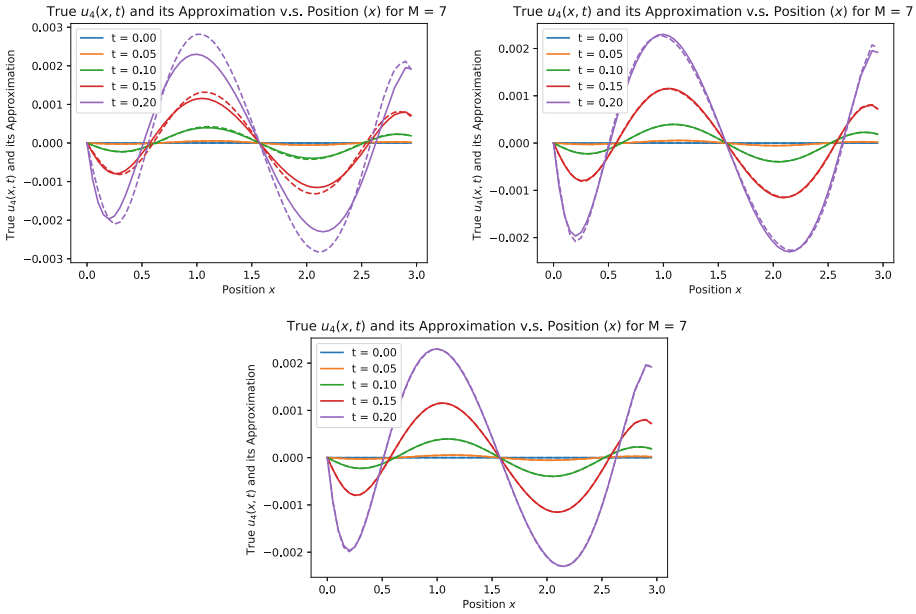 True u₄(x, t) and its Approximation v.s. Position (x) for M = 7
True u₄(x, t) and its Approximation
0.003
0.002
0.001
0.000
−0.001
−0.002
−0.003
t = 0.00
t = 0.05
t = 0.10
t = 0.15
t = 0.20
0.0 0.5 1.0 1.5 2.0 2.5 3.0
Position x
True u₄(x, t) and its Approximation v.s. Position (x) for M = 7
True u₄(x, t) and its Approximation
0.002
0.001
0.000
−0.001
−0.002
t = 0.00
t = 0.05
t = 0.10
t = 0.15
t = 0.20
0.0 0.5 1.0 1.5 2.0 2.5 3.0
Position x
True u₄(x, t) and its Approximation v.s. Position (x) for M = 7
True u₄(x, t) and its Approximation
0.002
0.001
0.000
−0.001
−0.002
t = 0.00
t = 0.05
t = 0.10
t = 0.15
t = 0.20
0.0 0.5 1.0 1.5 2.0 2.5 3.0
Position x